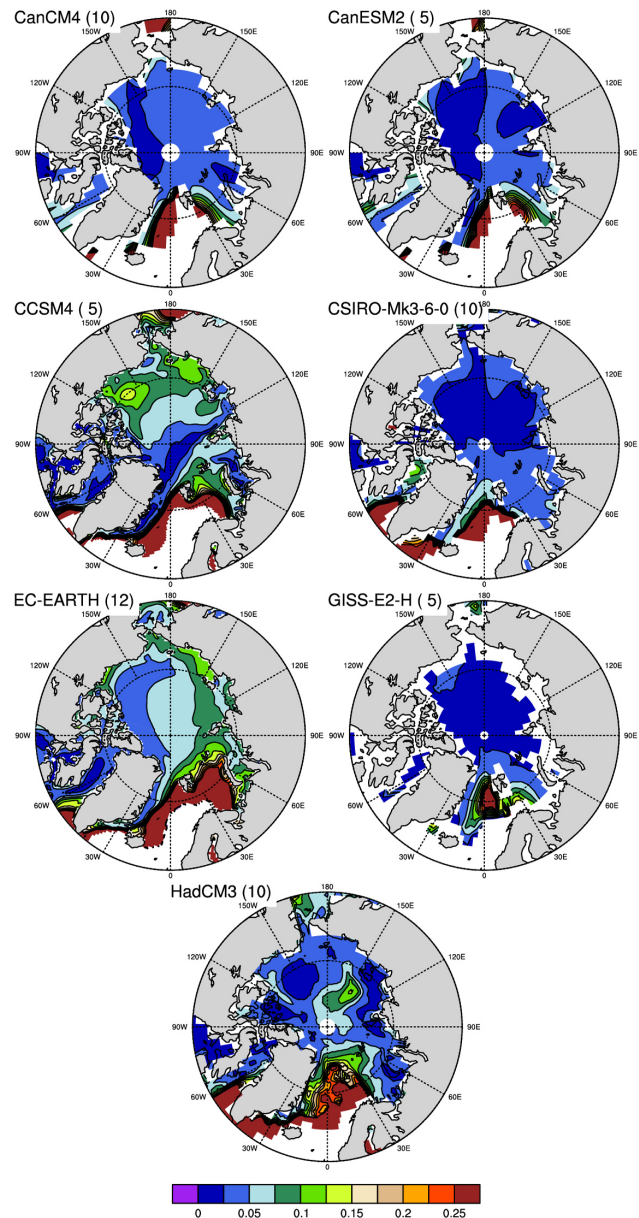 CanCM4 (10)
CanESM2 ( 5)
180
150W
150E
120W
120E
90W
90E
60W
60E
30W
30E
0
180
150W
150E
120W
120E
90W
90E
60W
60E
30W
30E
0
CCSM4 ( 5)
CSIRO-Mk3-6-0 (10)
180
150W
150E
120W
120E
90W
90E
60W
60E
30W
30E
0
180
150W
150E
120W
120E
90W
90E
60W
60E
30W
30E
0
EC-EARTH (12)
GISS-E2-H ( 5)
180
150W
150E
120W
120E
90W
90E
60W
60E
30W
30E
0
180
150W
150E
120W
120E
90W
90E
60W
60E
30W
30E
0
HadCM3 (10)
180
150W
150E
120W
120E
90W
90E
60W
60E
30W
30E
0
0 0.05 0.1 0.15 0.2 0.25